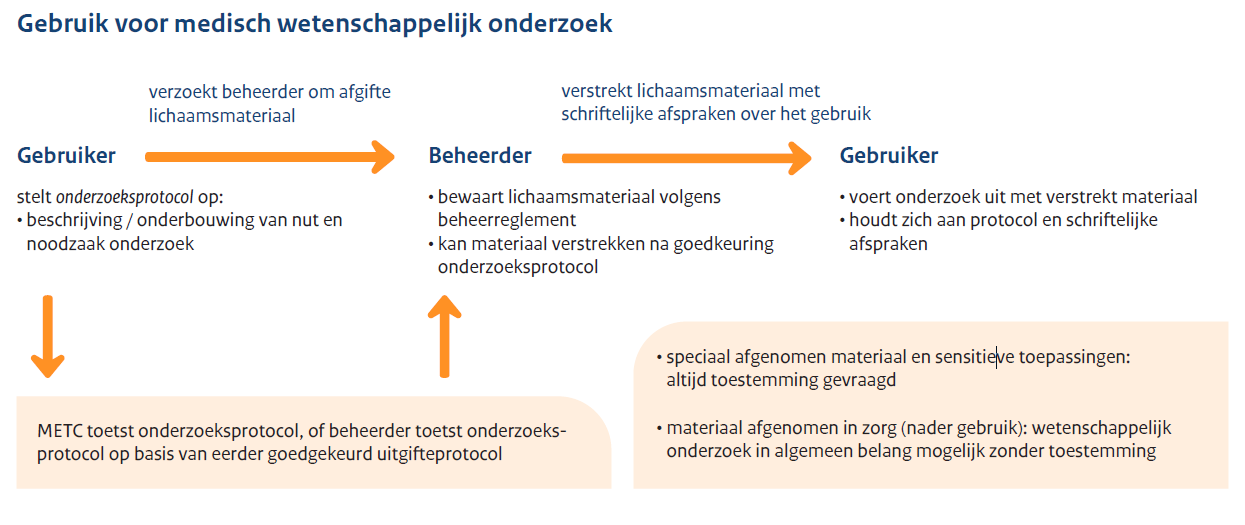 Gebruik voor medisch wetenschappelijk onderzoek
verzoekt beheerder om afgifte
lichaamsmateriaal
verstrekt lichaamsmateriaal met
schriftelijke afspraken over het gebruik
Gebruiker
Beheerder
Gebruiker
stelt onderzoeksprotocol op:
• beschrijving / onderbouwing van nut en
noodzaak onderzoek
• bewaart lichaamsmateriaal volgens
beheerreglement
• kan materiaal verstrekken na goedkeuring
onderzoeksprotocol
• voert onderzoek uit met verstrekt materiaal
• houdt zich aan protocol en schriftelijke
afspraken
METC toetst onderzoeksprotocol, of beheerder toetst onderzoeks-
protocol op basis van eerder goedgekeurd uitgifteprotocol
• speciaal afgenomen materiaal en sensitieve toepassingen:
altijd toestemming gevraagd
• materiaal afgenomen in zorg (nader gebruik): wetenschappelijk
onderzoek in algemeen belang mogelijk zonder toestemming